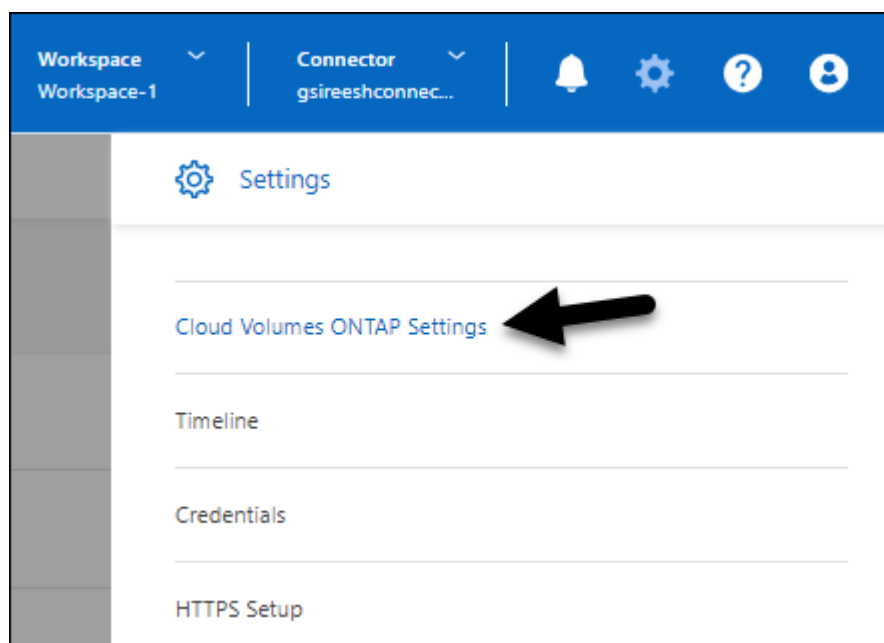 Workspace
Workspace-1
Connector
gsireeshconnec...
Settings
Cloud Volumes ONTAP Settings
Timeline
Credentials
HTTPS Setup